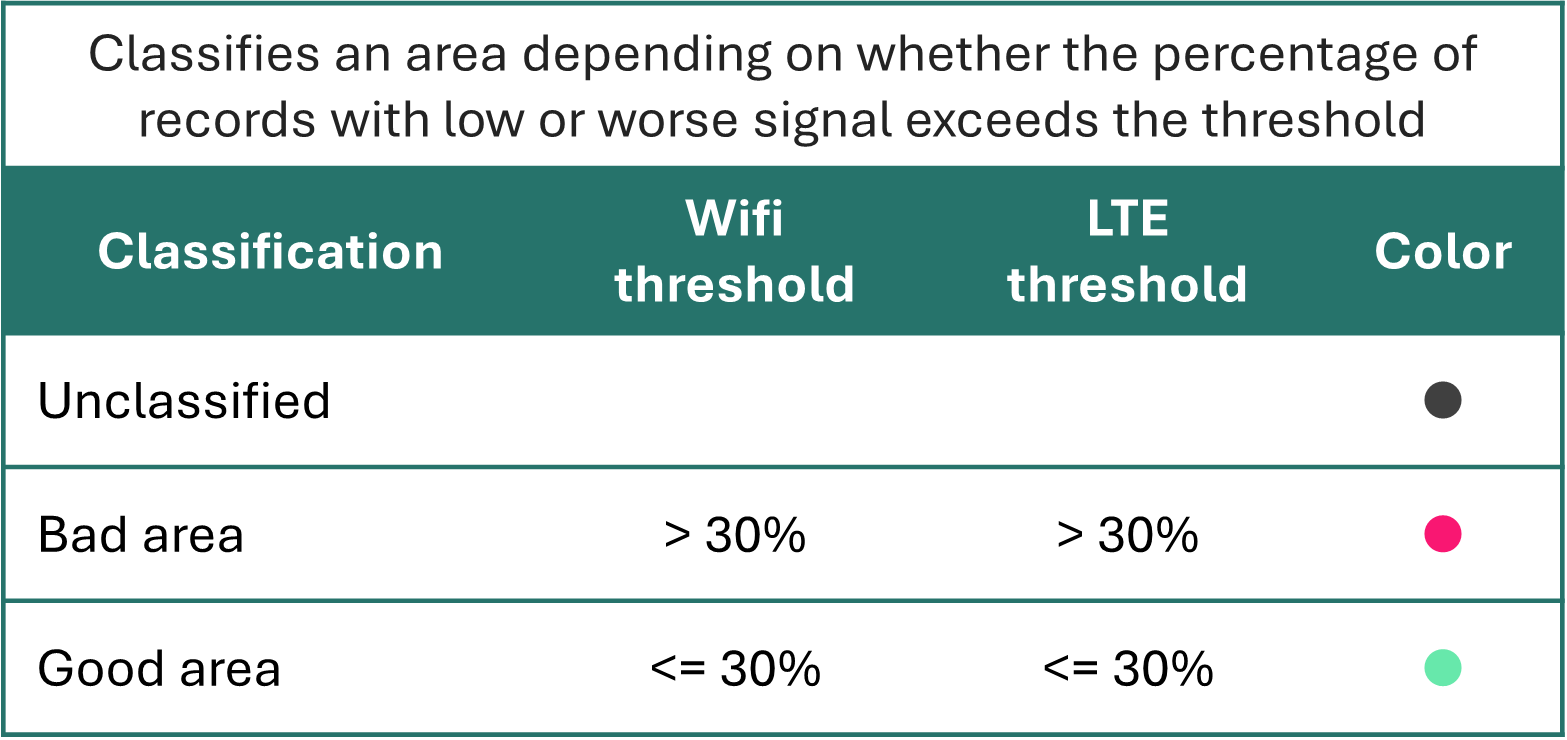 Classifies an area depending on whether the percentage of
records with low or worse signal exceeds the threshold
Classification Wifi threshold LTE threshold Color
Unclassified
Bad area > 30% > 30%
Good area <= 30% <= 30%